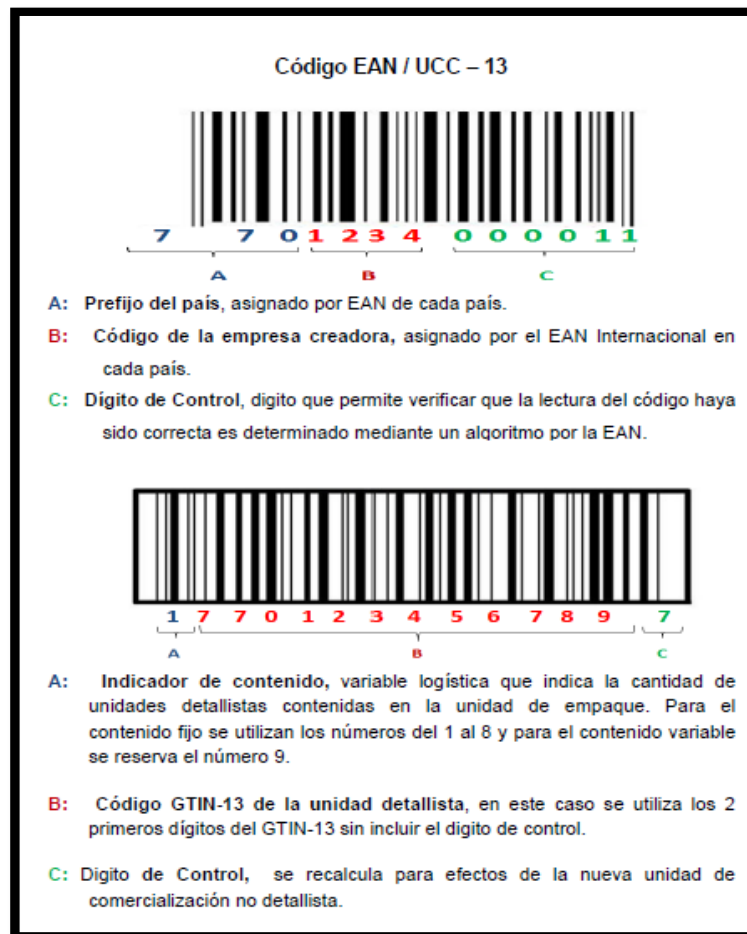 Código EAN / UCC – 13
7 7 0 1 2 3 4 0 0 0 0 1 1
A B C
A: Prefijo del país, asignado por EAN de cada país.
B: Código de la empresa creadora, asignado por el EAN Internacional en
cada país.
C: Dígito de Control, digito que permite verificar que la lectura del código haya
sido correcta es determinado mediante un algoritmo por la EAN.
1 7 7 0 1 2 3 4 5 6 7 8 9 7
A B C
A: Indicador de contenido, variable logística que indica la cantidad de
unidades detallistas contenidas en la unidad de empaque. Para el
contenido fijo se utilizan los números del 1 al 8 y para el contenido variable
se reserva el número 9.
B: Código GTIN-13 de la unidad detallista, en este caso se utiliza los 2
primeros dígitos del GTIN-13 sin incluir el digito de control.
C: Digito de Control, se recalcula para efectos de la nueva unidad de
comercialización no detallista.